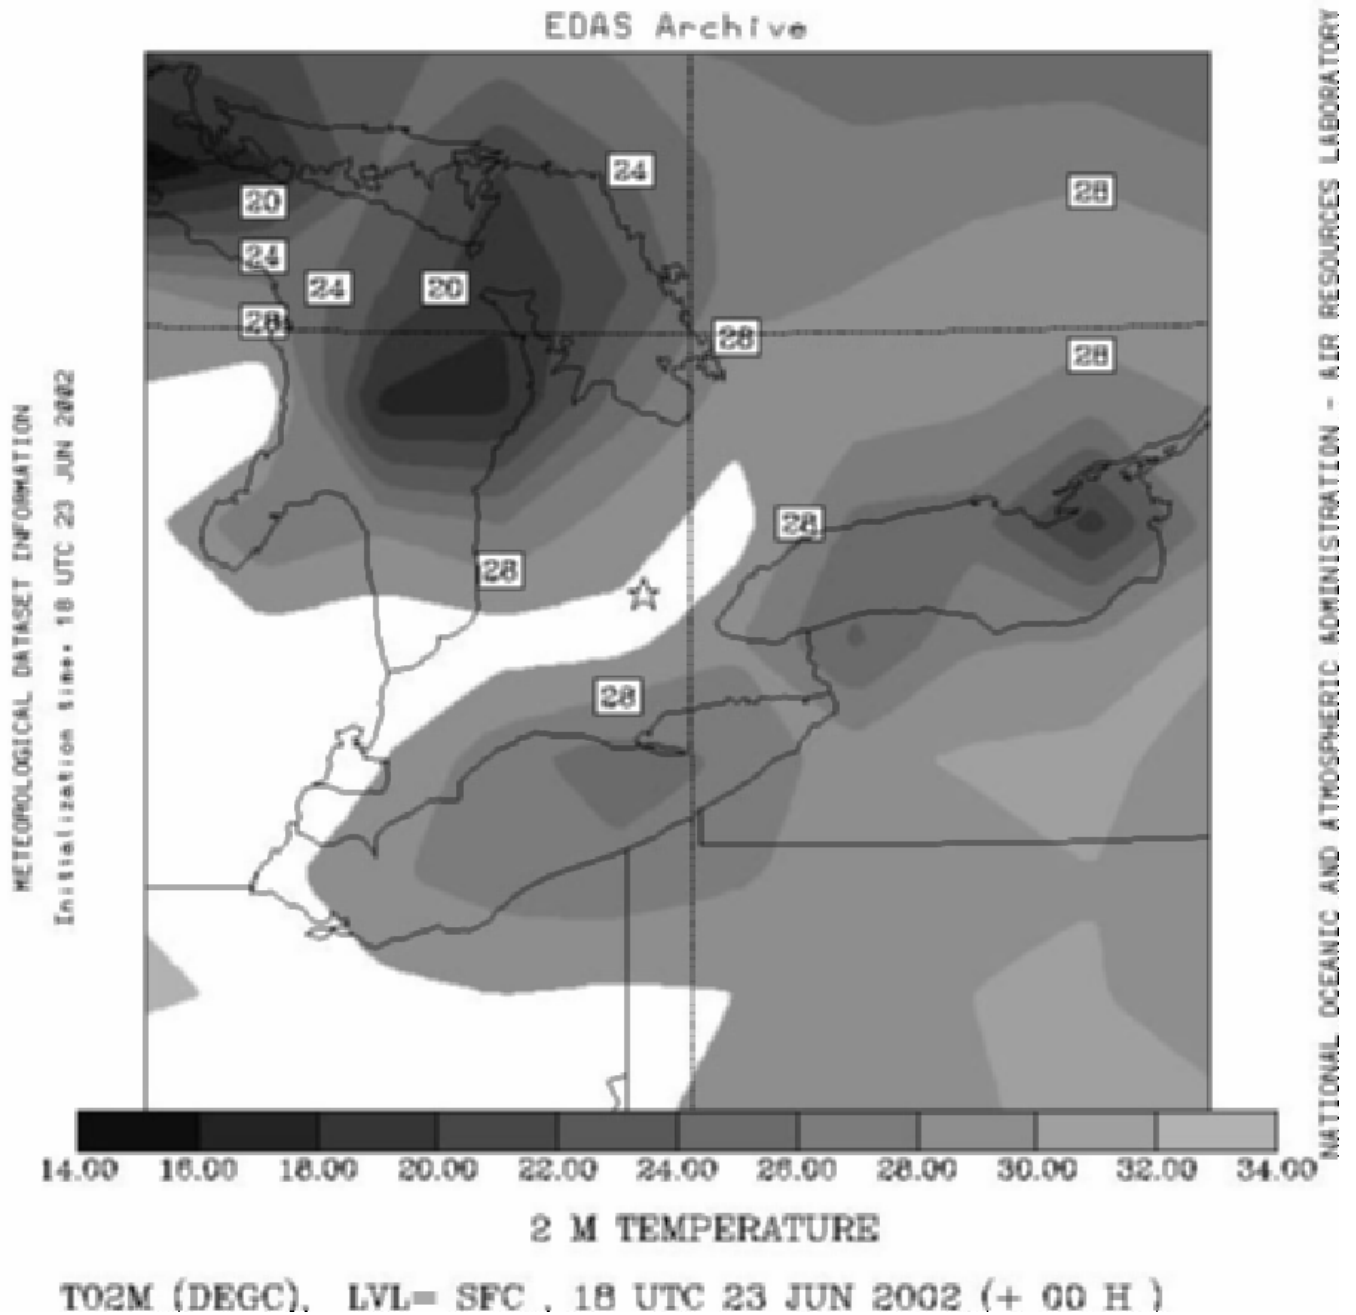 EDAS Archive
24
28
20
24
24
20
28
28
28
28
28
28
14.00 16.00 18.00 20.00 22.00 24.00 26.00 28.00 30.00 32.00 34.00
2 M TEMPERATURE
T02M (DEGC), LVL= SFC , 18 UTC 23 JUN 2002 (+ 00 H )
METEOROLOGICAL DATASET INFORMATION
Initialization time: 18 UTC 23 JUN 2002
NATIONAL OCEANIC AND ATMOSPHERIC ADMINISTRATION - AIR RESOURCES LABORATORY